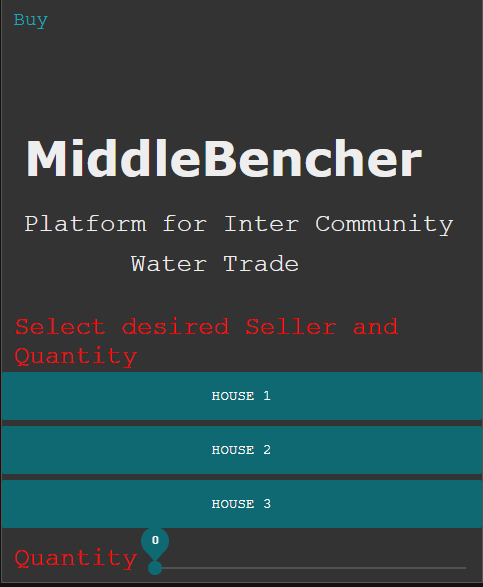 Buy
MiddleBencher
Platform for Inter Community
Water Trade
Select desired Seller and
Quantity
HOUSE 1
HOUSE 2
HOUSE 3
0
Quantity